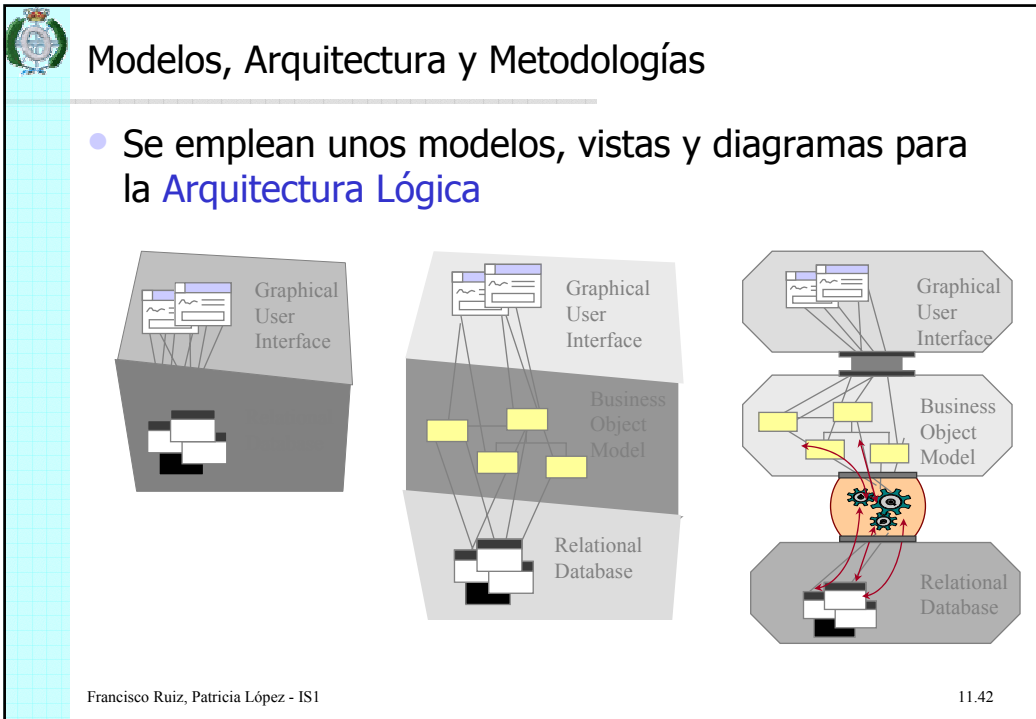 Modelos, Arquitectura y Metodologías
Se emplean unos modelos, vistas y diagramas para
la Arquitectura Lógica
Graphical
User
Interface
Graphical
User
Interface
Business
Object
Model
Relational
Database
Graphical
User
Interface
Business
Object
Model
Relational
Database
Francisco Ruiz, Patricia López - IS1
11.42